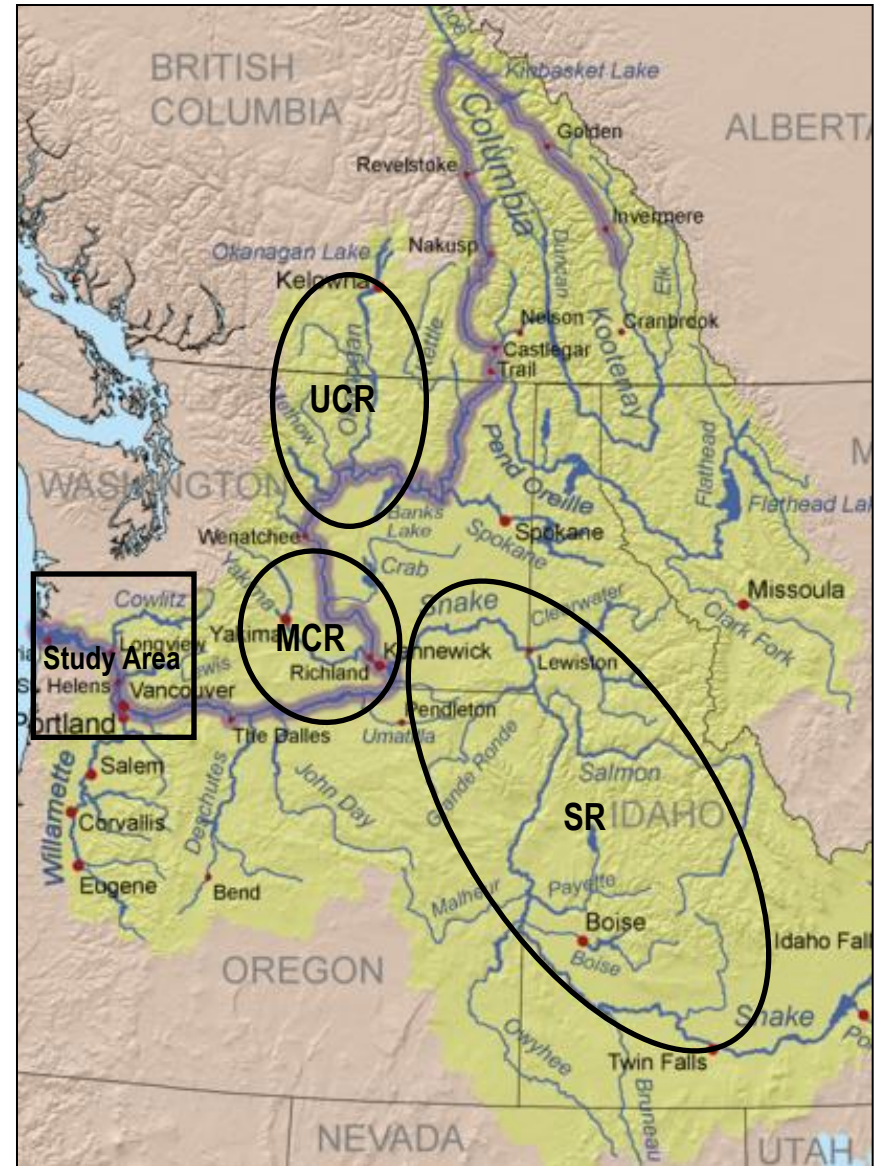 BRITISH
COLUMBIA
Kinbasket Lake
ALBERTA
Golden
Columbia
Revelstoke
Invermere
Nakusp
Okanagan Lake
Duncan
Elk
Kelowna
Nelson
Cranbrook
Kettle
Kootenay
Castlegar
Trail
UCR
Methow
Flathead
Pend Oreille
WASHINGTON
Flathead Lak
Banks
Lake
Spokane
Spokane
Wenatchee
Crab
Yakima
Missoula
Cowlitz
Snake
Clearwater
Clark Fork
Longview
Yakima
MCR
Study Area
Lewis
Kennewick
Lewiston
Richland
St. Helens
Vancouver
Portland
Pendleton
The Dalles
Umatilla
Grande Ronde
Salem
Salmon
John Day
Deschutes
Willamette
SR
IDAHO
Corvallis
Eugene
Bend
Malheur
Payette
Boise
Idaho Fall
Boise
OREGON
Snake
Owyhee
Twin Falls
Bruneau
NEVADA
UTAH